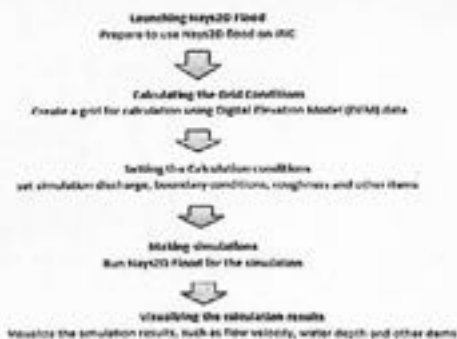 Launching Nays2D Flood
Prepare to use Nays2D flood on iRIC
Calculating the Grid Conditions
Create a grid for calculation using Digital Elevation Model (DEM) data
Setting the Calculation conditions
set simulation discharge, boundary conditions, roughness and other items
Making simulations
Run Nays2D Flood for the simulation
Visualizing the calculation results
Visualize the simulation results, such as flow velocity, water depth and other items